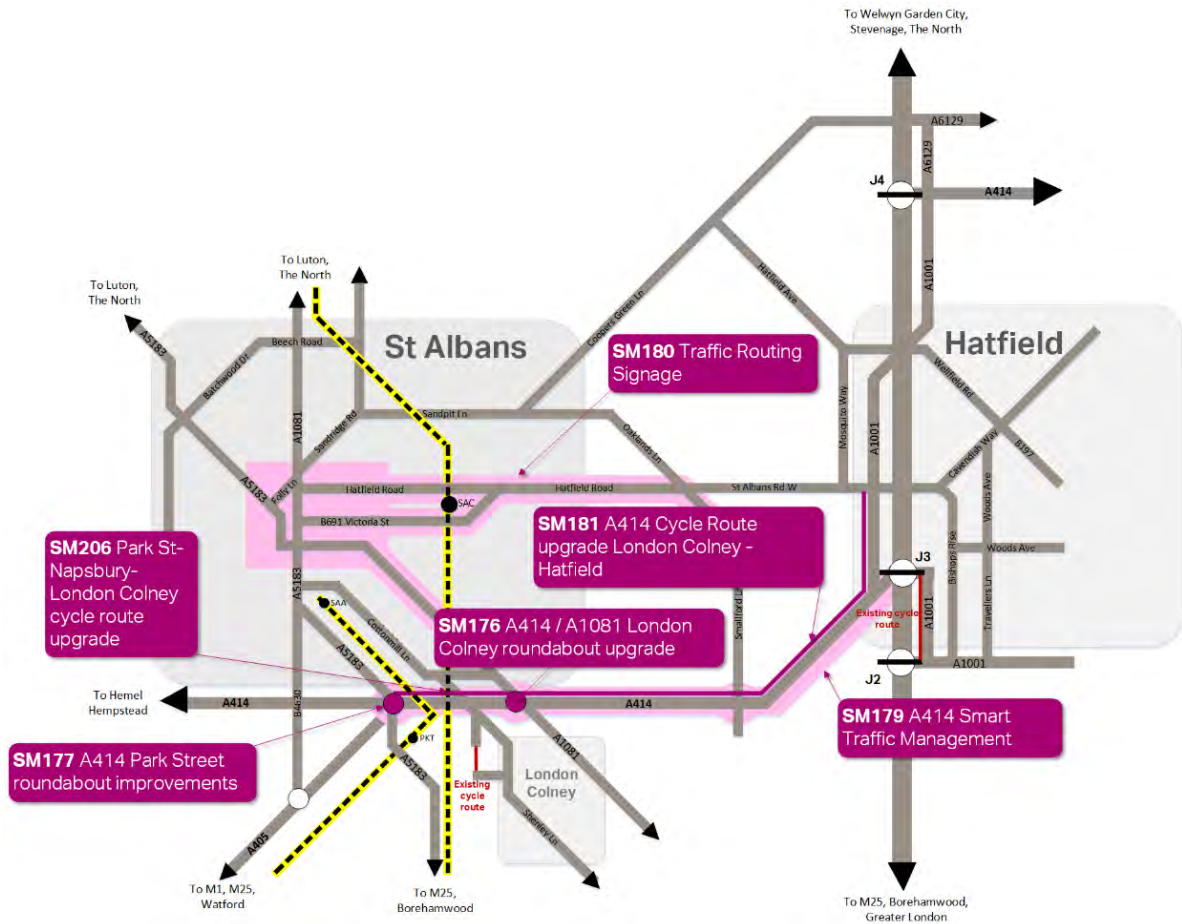 To Welwyn Garden City,
Stevenage, The North
A6129
A6129
J4
A414
To Luton,
The North
To Luton,
The North
Hatfield Ave
A1001
A5183
Coopers Green Ln
Beech Road
St Albans
Hatfield
SM180 Traffic Routing
Signage
Batchwood Dr
Wellfield Rd
A1081
Sandridge Rd
Sandpit Ln
Mosquito Way
A1001
Oaklands Ln
Cavendish Way
B197
A5183
Folly Ln
Hatfield Road
Hatfield Road
St Albans Rd W
Woods Ave
SAC
B691 Victoria St
SM181 A414 Cycle Route
upgrade London Colney -
Hatfield
SM206 Park St-
Napsbury-
London Colney
cycle route
upgrade
J3
Woods Ave
Bishops Rise
A5183
SAA
Cottonmill Ln
SM176 A414 / A1081 London
Colney roundabout upgrade
Smallford Ln
Existing cycle
route
A1001
Travellers Ln
A5183
J2
A1001
To Hemel
Hempstead
A414
B4630
A414
SM179 A414 Smart
Traffic Management
SM177 A414 Park Street
roundabout improvements
PKT
A5183
A1081
London
Colney
Existing cycle
route
Shenley Ln
A405
To M1, M25,
Watford
To M25,
Borehamwood
To M25, Borehamwood,
Greater London